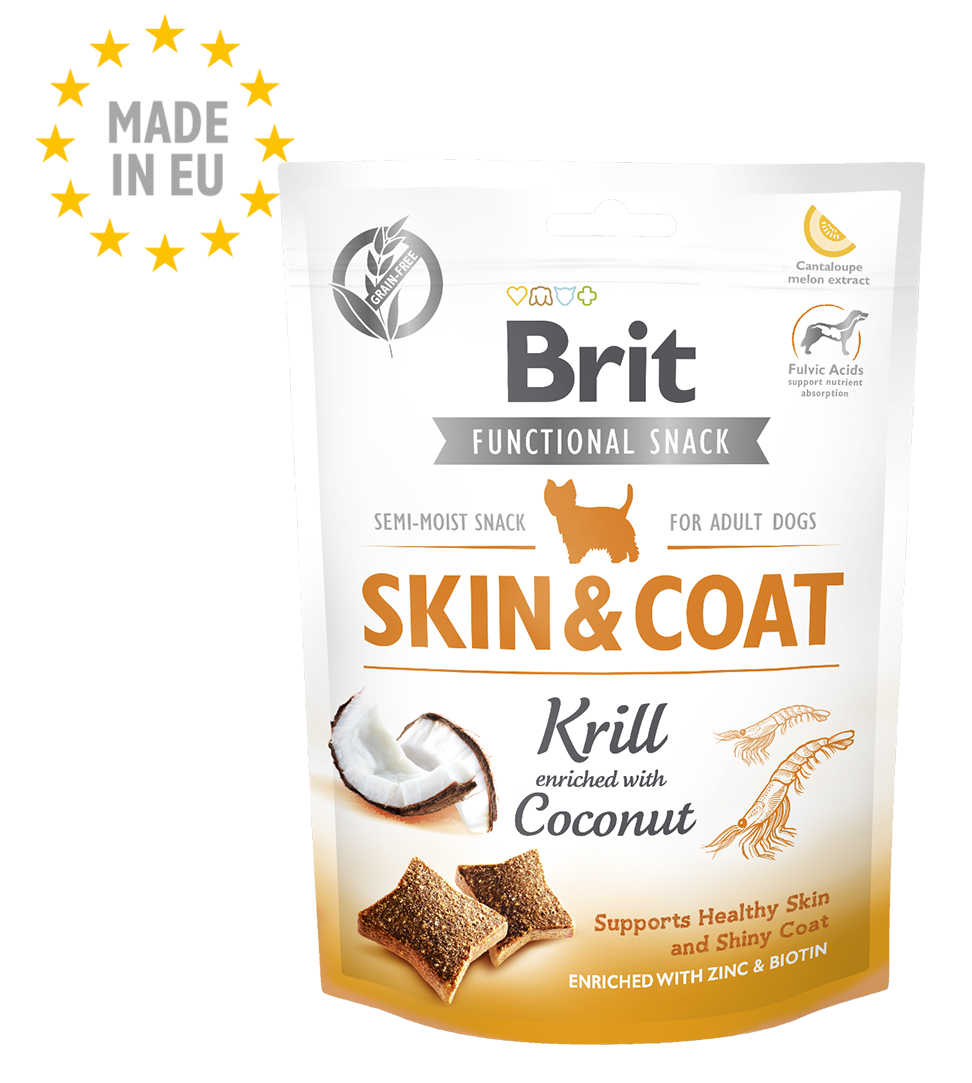 MADE
IN EU
GRAIN-FREE
Cantaloupe
melon extract
Fulvic Acids
support nutrient
absorption
Brit
FUNCTIONAL SNACK
SEMI-MOIST SNACK
FOR ADULT DOGS
SKIN & COAT
Krill
enriched with
Coconut
Supports Healthy Skin
and Shiny Coat
ENRICHED WITH ZINC & BIOTIN